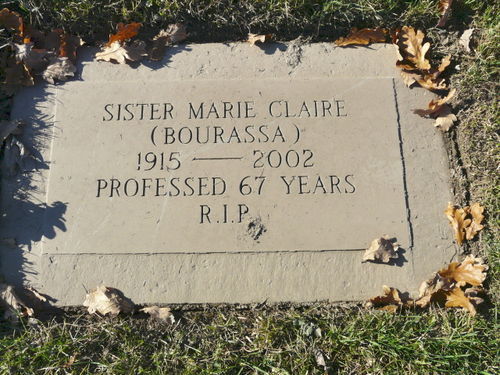 SISTER MARIE CLAIRE
(BOURASSA)
1915 — 2002
PROFESSED 67 YEARS
R.I.P.